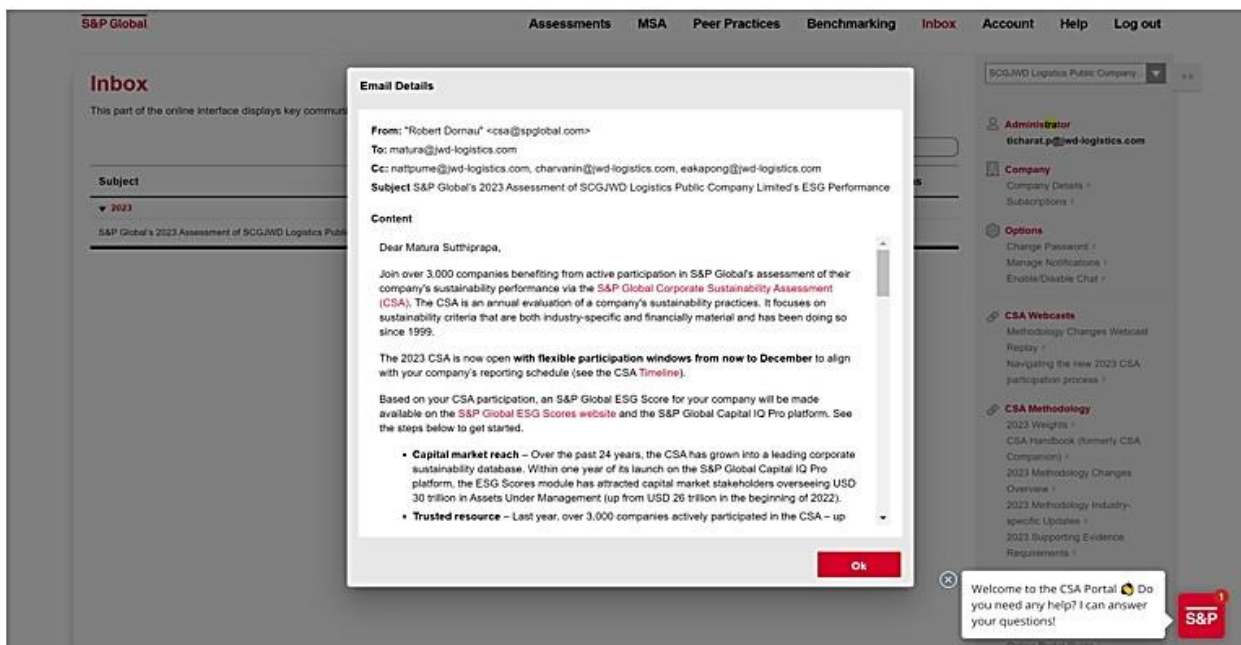 S&P Global
Assessments MSA Peer Practices Benchmarking Inbox Account Help Log out
Inbox
This part of the online interface displays key commun
Subject
▼ 2023
S&P Global's 2023 Assessment of SCGJWD Logistics Publi
Email Details
From: "Robert Dornau" <csa@spglobal.com>
To: matura@jwd-logistics.com
Cc: nattpume@jwd-logistics.com, charvanin@jwd-logistics.com, eakapong@jwd-logistics.com
Subject S&P Global's 2023 Assessment of SCGJWD Logistics Public Company Limited's ESG Performance
Content
Dear Matura Sutthiprapa,
Join over 3,000 companies benefiting from active participation in S&P Global's assessment of their
company's sustainability performance via the S&P Global Corporate Sustainability Assessment
(CSA). The CSA is an annual evaluation of a company's sustainability practices. It focuses on
sustainability criteria that are both industry-specific and financially material and has been doing so
since 1999.
The 2023 CSA is now open with flexible participation windows from now to December to align
with your company's reporting schedule (see the CSA Timeline).
Based on your CSA participation, an S&P Global ESG Score for your company will be made
available on the S&P Global ESG Scores website and the S&P Global Capital IQ Pro platform. See
the steps below to get started.
• Capital market reach – Over the past 24 years, the CSA has grown into a leading corporate
sustainability database. Within one year of its launch on the S&P Global Capital IQ Pro
platform, the ESG Scores module has attracted capital market stakeholders overseeing USD
30 trillion in Assets Under Management (up from USD 26 trillion in the beginning of 2022).
• Trusted resource – Last year, over 3,000 companies actively participated in the CSA – up
Ok
SCGJWD Logistics Public Company
Administrator
ticharat.p@jwd-logistics.com
Company
Company Details
Subscriptions
Options
Change Password
Manage Notifications
Enable/Disable Chat
CSA Webcasts
Methodology Changes Webcast
Replay
Navigating the new 2023 CSA
participation process
CSA Methodology
2023 Weights
CSA Handbook (formerly CSA
Companion)
2023 Methodology Changes
Overview
2023 Methodology Industry-
specific Updates
2023 Supporting Evidence
Requirements
Welcome to the CSA Portal Do
you need any help? I can answer
your questions!
S&P
1